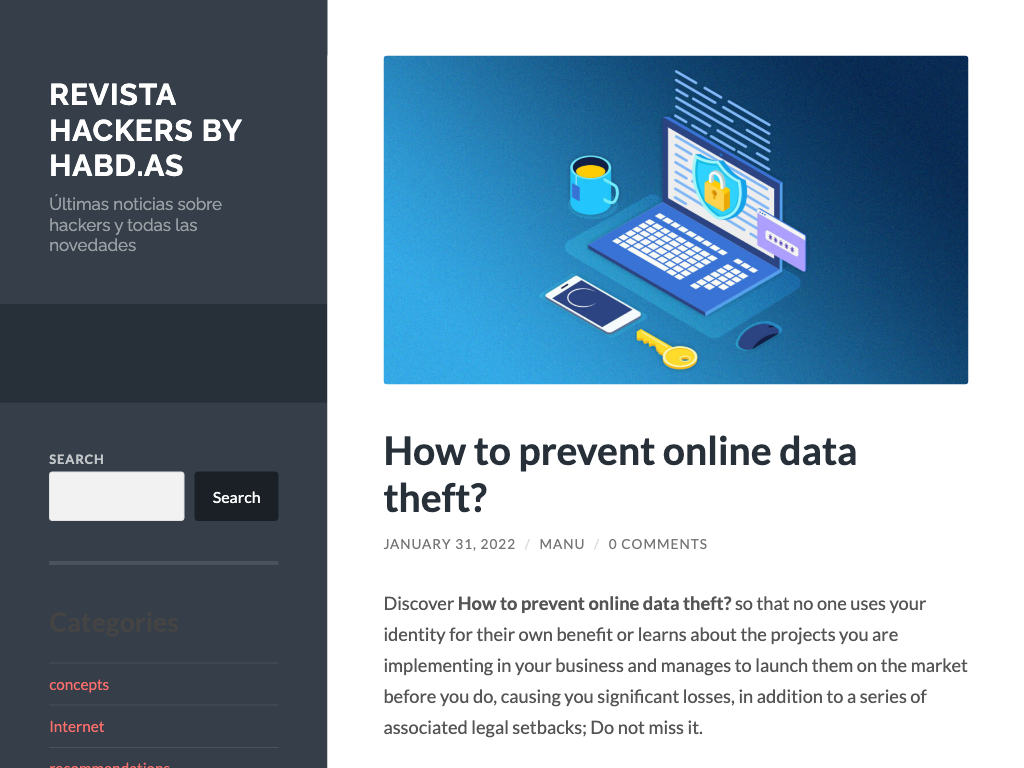 REVISTA
HACKERS BY
HABD.AS
Últimas noticias sobre
hackers y todas las
novedades
SEARCH
Search
Categories
concepts
Internet
recommendations
How to prevent online data
theft?
JANUARY 31, 2022 / MANU / 0 COMMENTS
Discover How to prevent online data theft? so that no one uses your
identity for their own benefit or learns about the projects you are
implementing in your business and manages to launch them on the market
before you do, causing you significant losses, in addition to a series of
associated legal setbacks; Do not miss it.